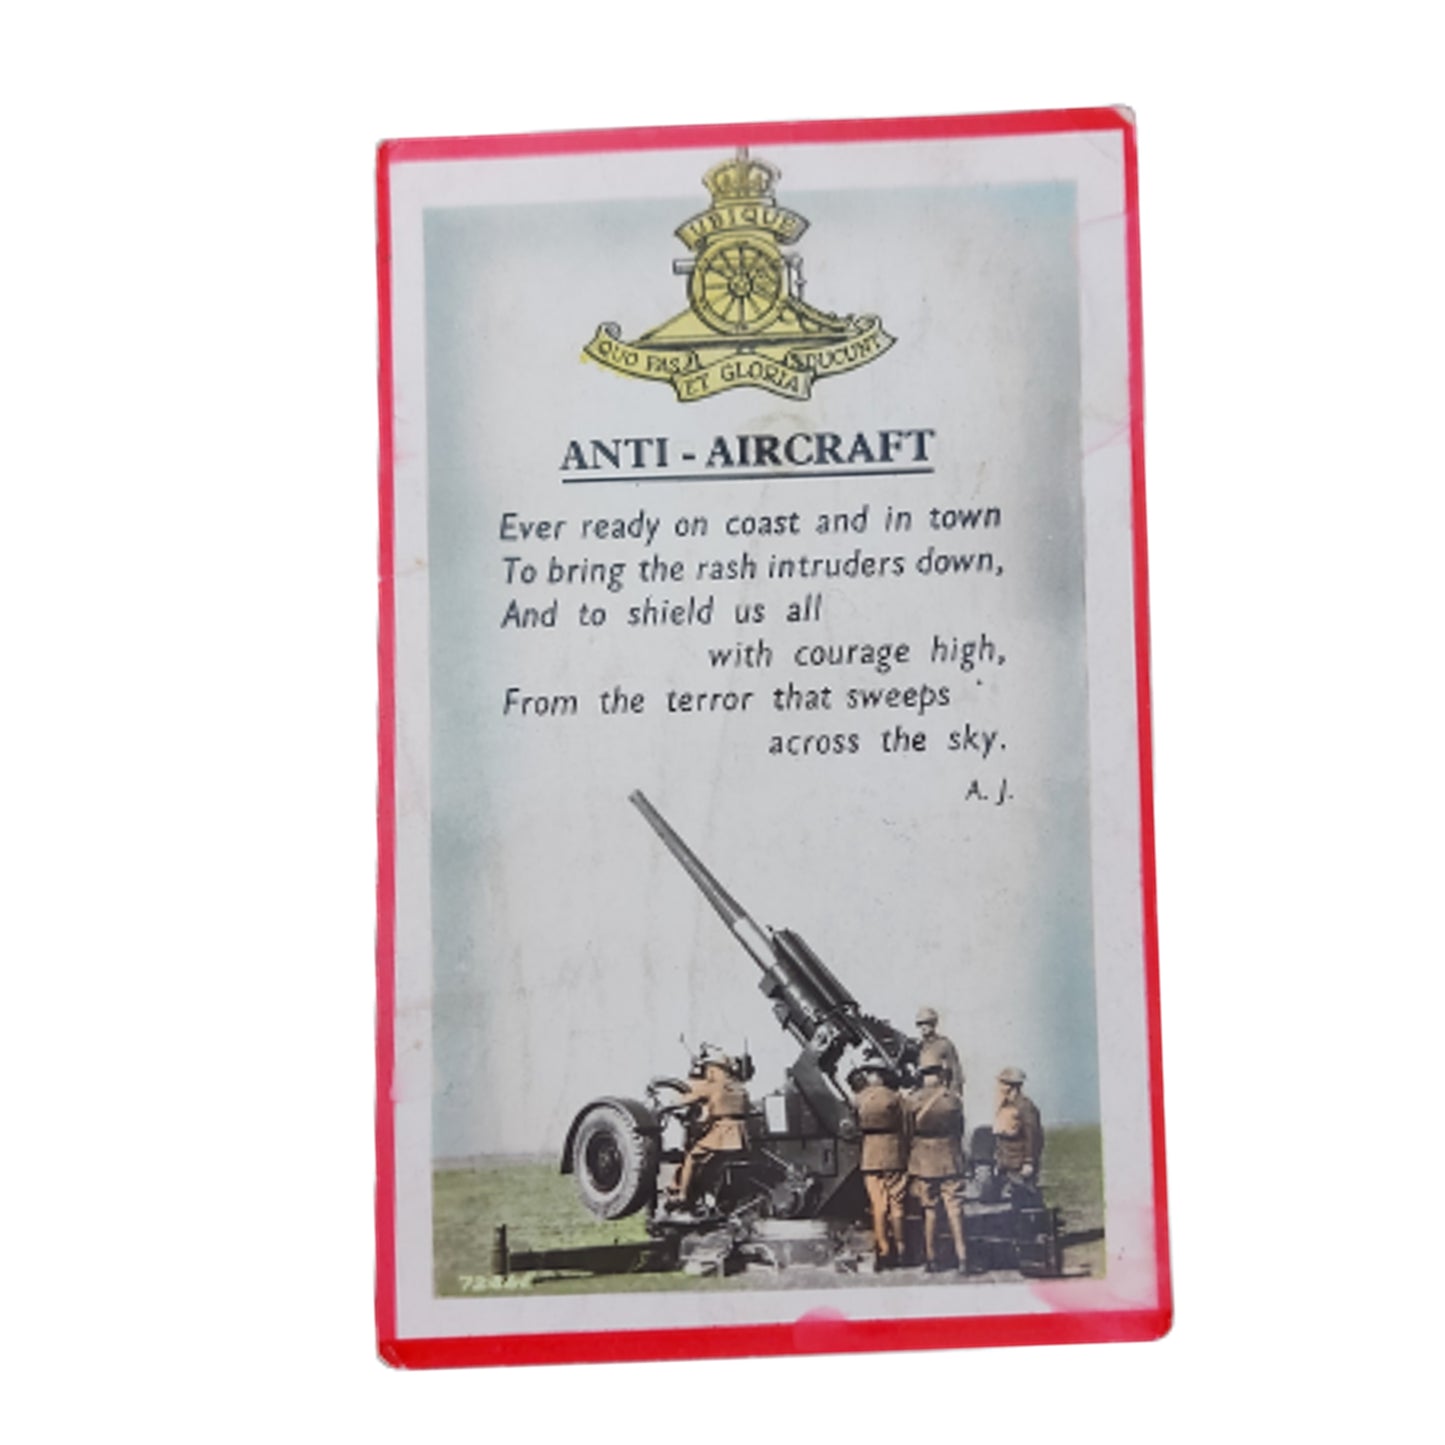 UBIQUE
QUO FAS DUCUNT
ET GLORIA
ANTI - AIRCRAFT
Ever ready on coast and in town
To bring the rash intruders down,
And to shield us all
with courage high,
From the terror that sweeps
across the sky.
A. J.